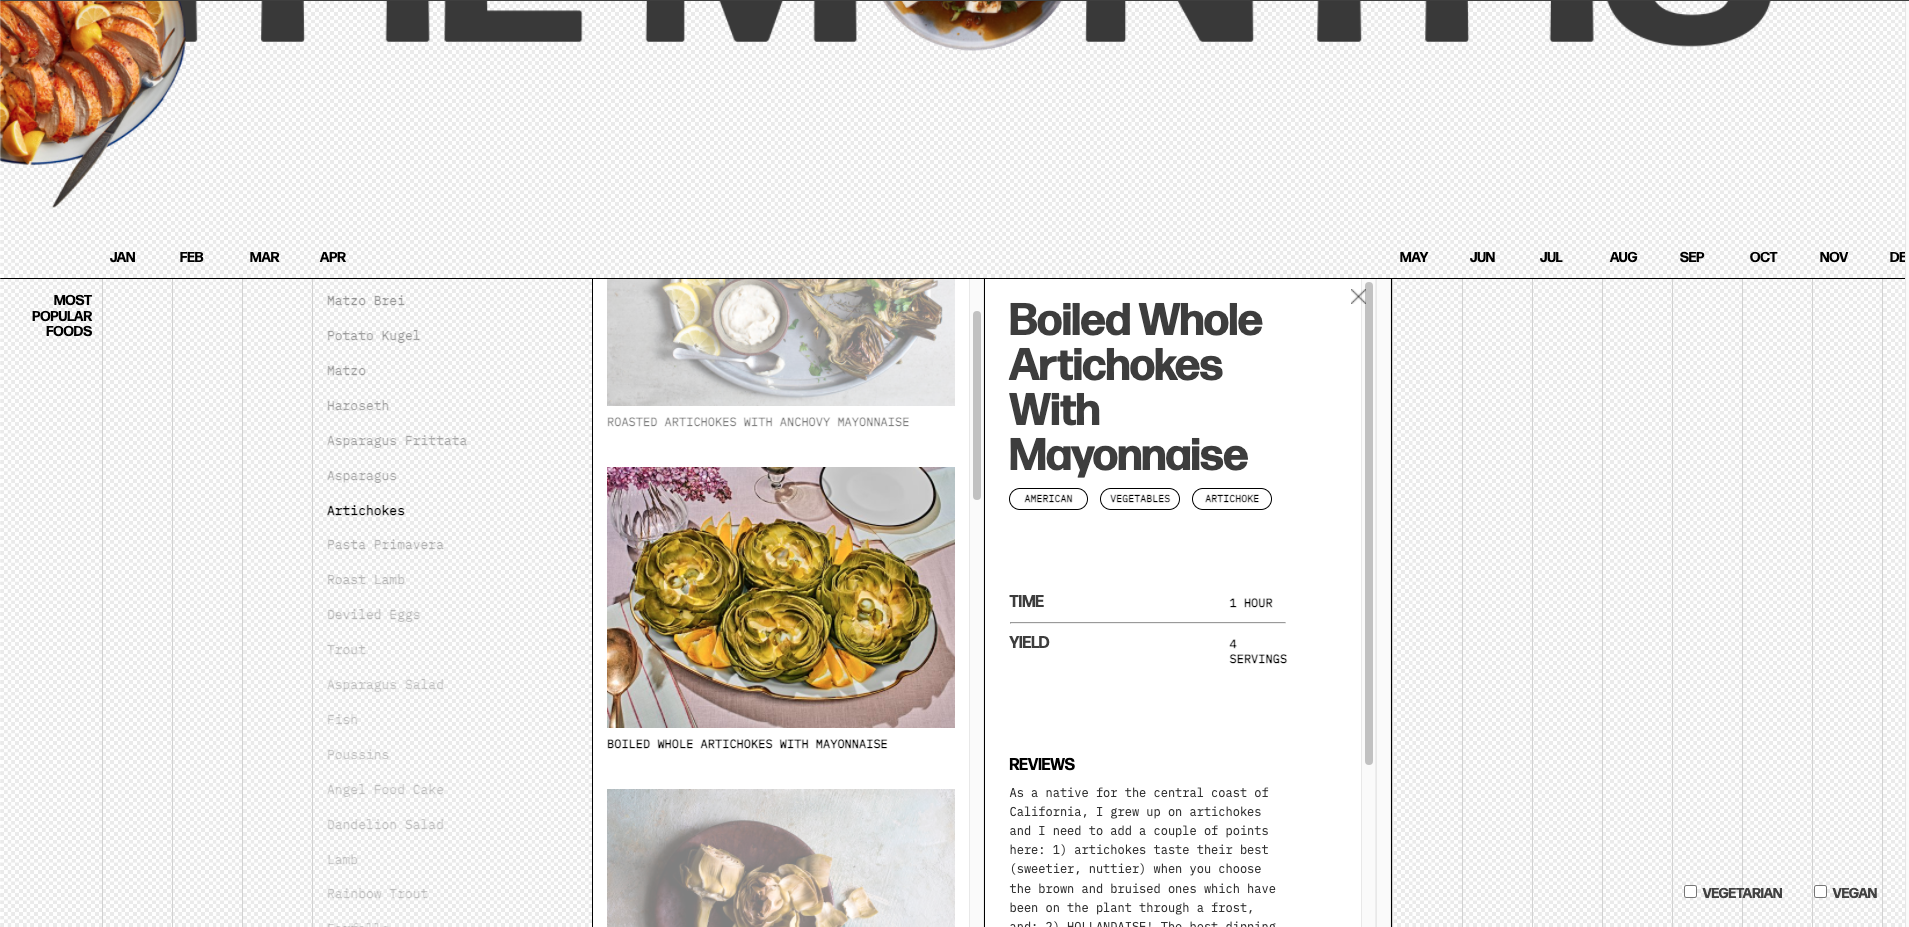 THE MONTHS
JAN FEB MAR APR MAY JUN JUL AUG SEP OCT NOV
MOST
POPULAR
FOODS
Matzo Brei
Potato Kugel
Matzo
Haroseth
Asparagus Frittata
Asparagus
Artichokes
Pasta Primavera
Roast Lamb
Deviled Eggs
Trout
Asparagus Salad
Fish
Poussins
Angel Food Cake
Dandelion Salad
Lamb
Rainbow Trout
ROASTED ARTICHOKES WITH ANCHOVY MAYONNAISE
BOILED WHOLE ARTICHOKES WITH MAYONNAISE
Boiled Whole
Artichokes
With
Mayonnaise
AMERICAN VEGETABLES ARTICHOKE
TIME 1 HOUR
YIELD 4
SERVINGS
REVIEWS
As a native for the central coast of
California, I grew up on artichokes
and I need to add a couple of points
here: 1) artichokes taste their best
(sweetier, nuttier) when you choose
the brown and bruised ones which have
been on the plant through a frost,
and: 2) HOLLANDAISE! The best dipping
VEGETARIAN VEGAN